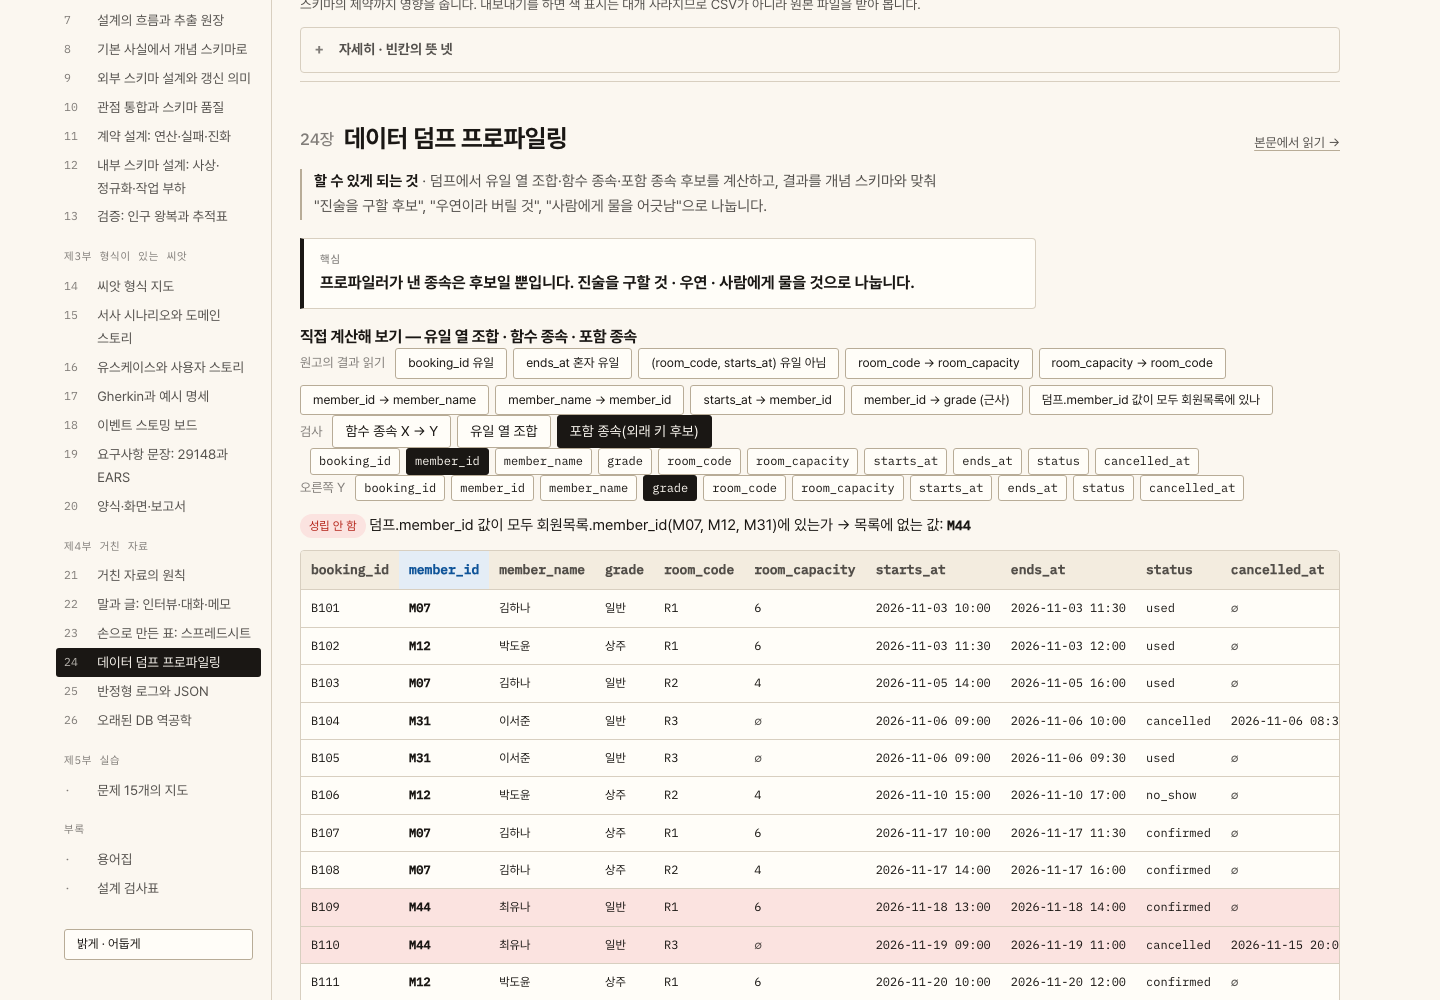 스키마의 제약까지 영향을 줍니다. 내보내기를 하면 색 표시는 대개 사라지므로 CSV가 아니라 원본 파일을 받아 봅니다.
+ 자세히 · 빈칸의 뜻 넷
7 설계의 흐름과 추출 원장
8 기본 사실에서 개념 스키마로
9 외부 스키마 설계와 갱신 의미
10 관점 통합과 스키마 품질
11 계약 설계: 연산·실패·진화
12 내부 스키마 설계: 사상·
정규화·작업 부하
13 검증: 인구 왕복과 추적표
제3부 형식이 있는 씨앗
14 씨앗 형식 지도
15 서사 시나리오와 도메인
스토리
16 유스케이스와 사용자 스토리
17 Gherkin과 예시 명세
18 이벤트 스토밍 보드
19 요구사항 문장: 29148과
EARS
20 양식·화면·보고서
제4부 거친 자료
21 거친 자료의 원칙
22 말과 글: 인터뷰·대화·메모
23 손으로 만든 표: 스프레드시트
24 데이터 덤프 프로파일링
25 반정형 로그와 JSON
26 오래된 DB 역공학
제5부 실습
· 문제 15개의 지도
부록
· 용어집
· 설계 검사표
밝게 · 어둡게
24장 데이터 덤프 프로파일링
본문에서 읽기 →
할 수 있게 되는 것 · 덤프에서 유일 열 조합·함수 종속·포함 종속 후보를 계산하고, 결과를 개념 스키마와 맞춰
"진술을 구할 후보", "우연이라 버릴 것", "사람에게 물을 어긋남"으로 나눕니다.
핵심
프로파일러가 낸 종속은 후보일 뿐입니다. 진술을 구할 것 · 우연 · 사람에게 물을 것으로 나눕니다.
직접 계산해 보기 — 유일 열 조합 · 함수 종속 · 포함 종속
원고의 결과 읽기 booking_id 유일 ends_at 혼자 유일 (room_code, starts_at) 유일 아님 room_code → room_capacity room_capacity → room_code
member_id → member_name member_name → member_id starts_at → member_id member_id → grade (근사) 덤프.member_id 값이 모두 회원목록에 있나
검사 함수 종속 X → Y 유일 열 조합 포함 종속(외래 키 후보)
booking_id member_id member_name grade room_code room_capacity starts_at ends_at status cancelled_at
오른쪽 Y booking_id member_id member_name grade room_code room_capacity starts_at ends_at status cancelled_at
성립 안 함 덤프.member_id 값이 모두 회원목록.member_id(M07, M12, M31)에 있는가 → 목록에 없는 값: M44
booking_id member_id member_name grade room_code room_capacity starts_at ends_at status cancelled_at
B101 M07 김하나 일반 R1 6 2026-11-03 10:00 2026-11-03 11:30 used ∅
B102 M12 박도윤 상주 R1 6 2026-11-03 11:30 2026-11-03 12:00 used ∅
B103 M07 김하나 일반 R2 4 2026-11-05 14:00 2026-11-05 16:00 used ∅
B104 M31 이서준 일반 R3 ∅ 2026-11-06 09:00 2026-11-06 10:00 cancelled 2026-11-06 08:3
B105 M31 이서준 일반 R3 ∅ 2026-11-06 09:00 2026-11-06 09:30 used ∅
B106 M12 박도윤 상주 R2 4 2026-11-10 15:00 2026-11-10 17:00 no_show ∅
B107 M07 김하나 상주 R1 6 2026-11-17 10:00 2026-11-17 11:30 confirmed ∅
B108 M07 김하나 상주 R2 4 2026-11-17 14:00 2026-11-17 16:00 confirmed ∅
B109 M44 최유나 일반 R1 6 2026-11-18 13:00 2026-11-18 14:00 confirmed ∅
B110 M44 최유나 일반 R3 ∅ 2026-11-19 09:00 2026-11-19 11:00 cancelled 2026-11-15 20:0
B111 M12 박도윤 상주 R1 6 2026-11-20 10:00 2026-11-20 12:00 confirmed ∅